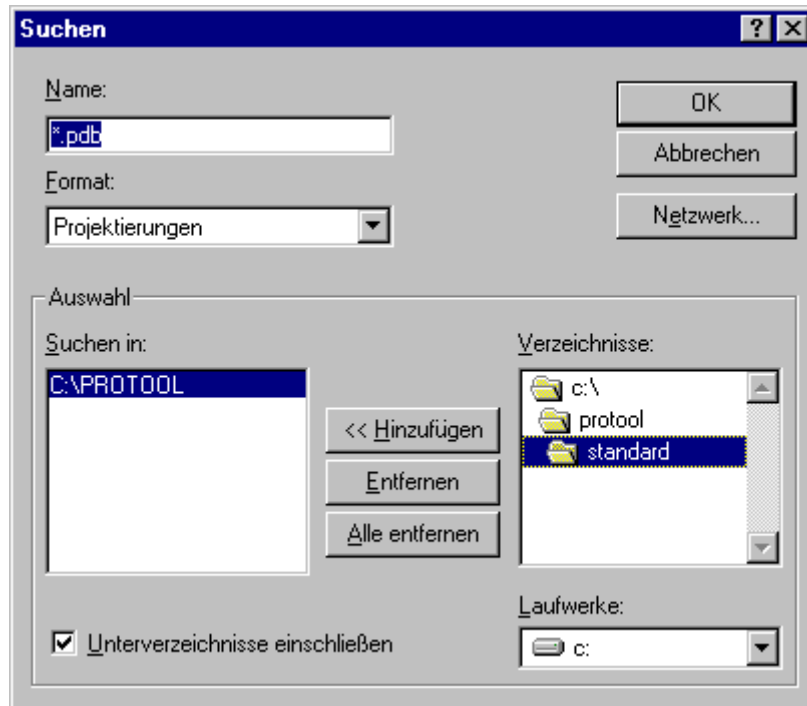 Suchen
Name:
*.pdb
Format:
Projektierungen
OK
Abbrechen
Netzwerk...
Auswahl
Suchen in:
C:\PROTOOL
<< Hinzufügen
Entfernen
Alle entfernen
Verzeichnisse:
c:\
protool
standard
Unterverzeichnisse einschließen
Laufwerke:
c: